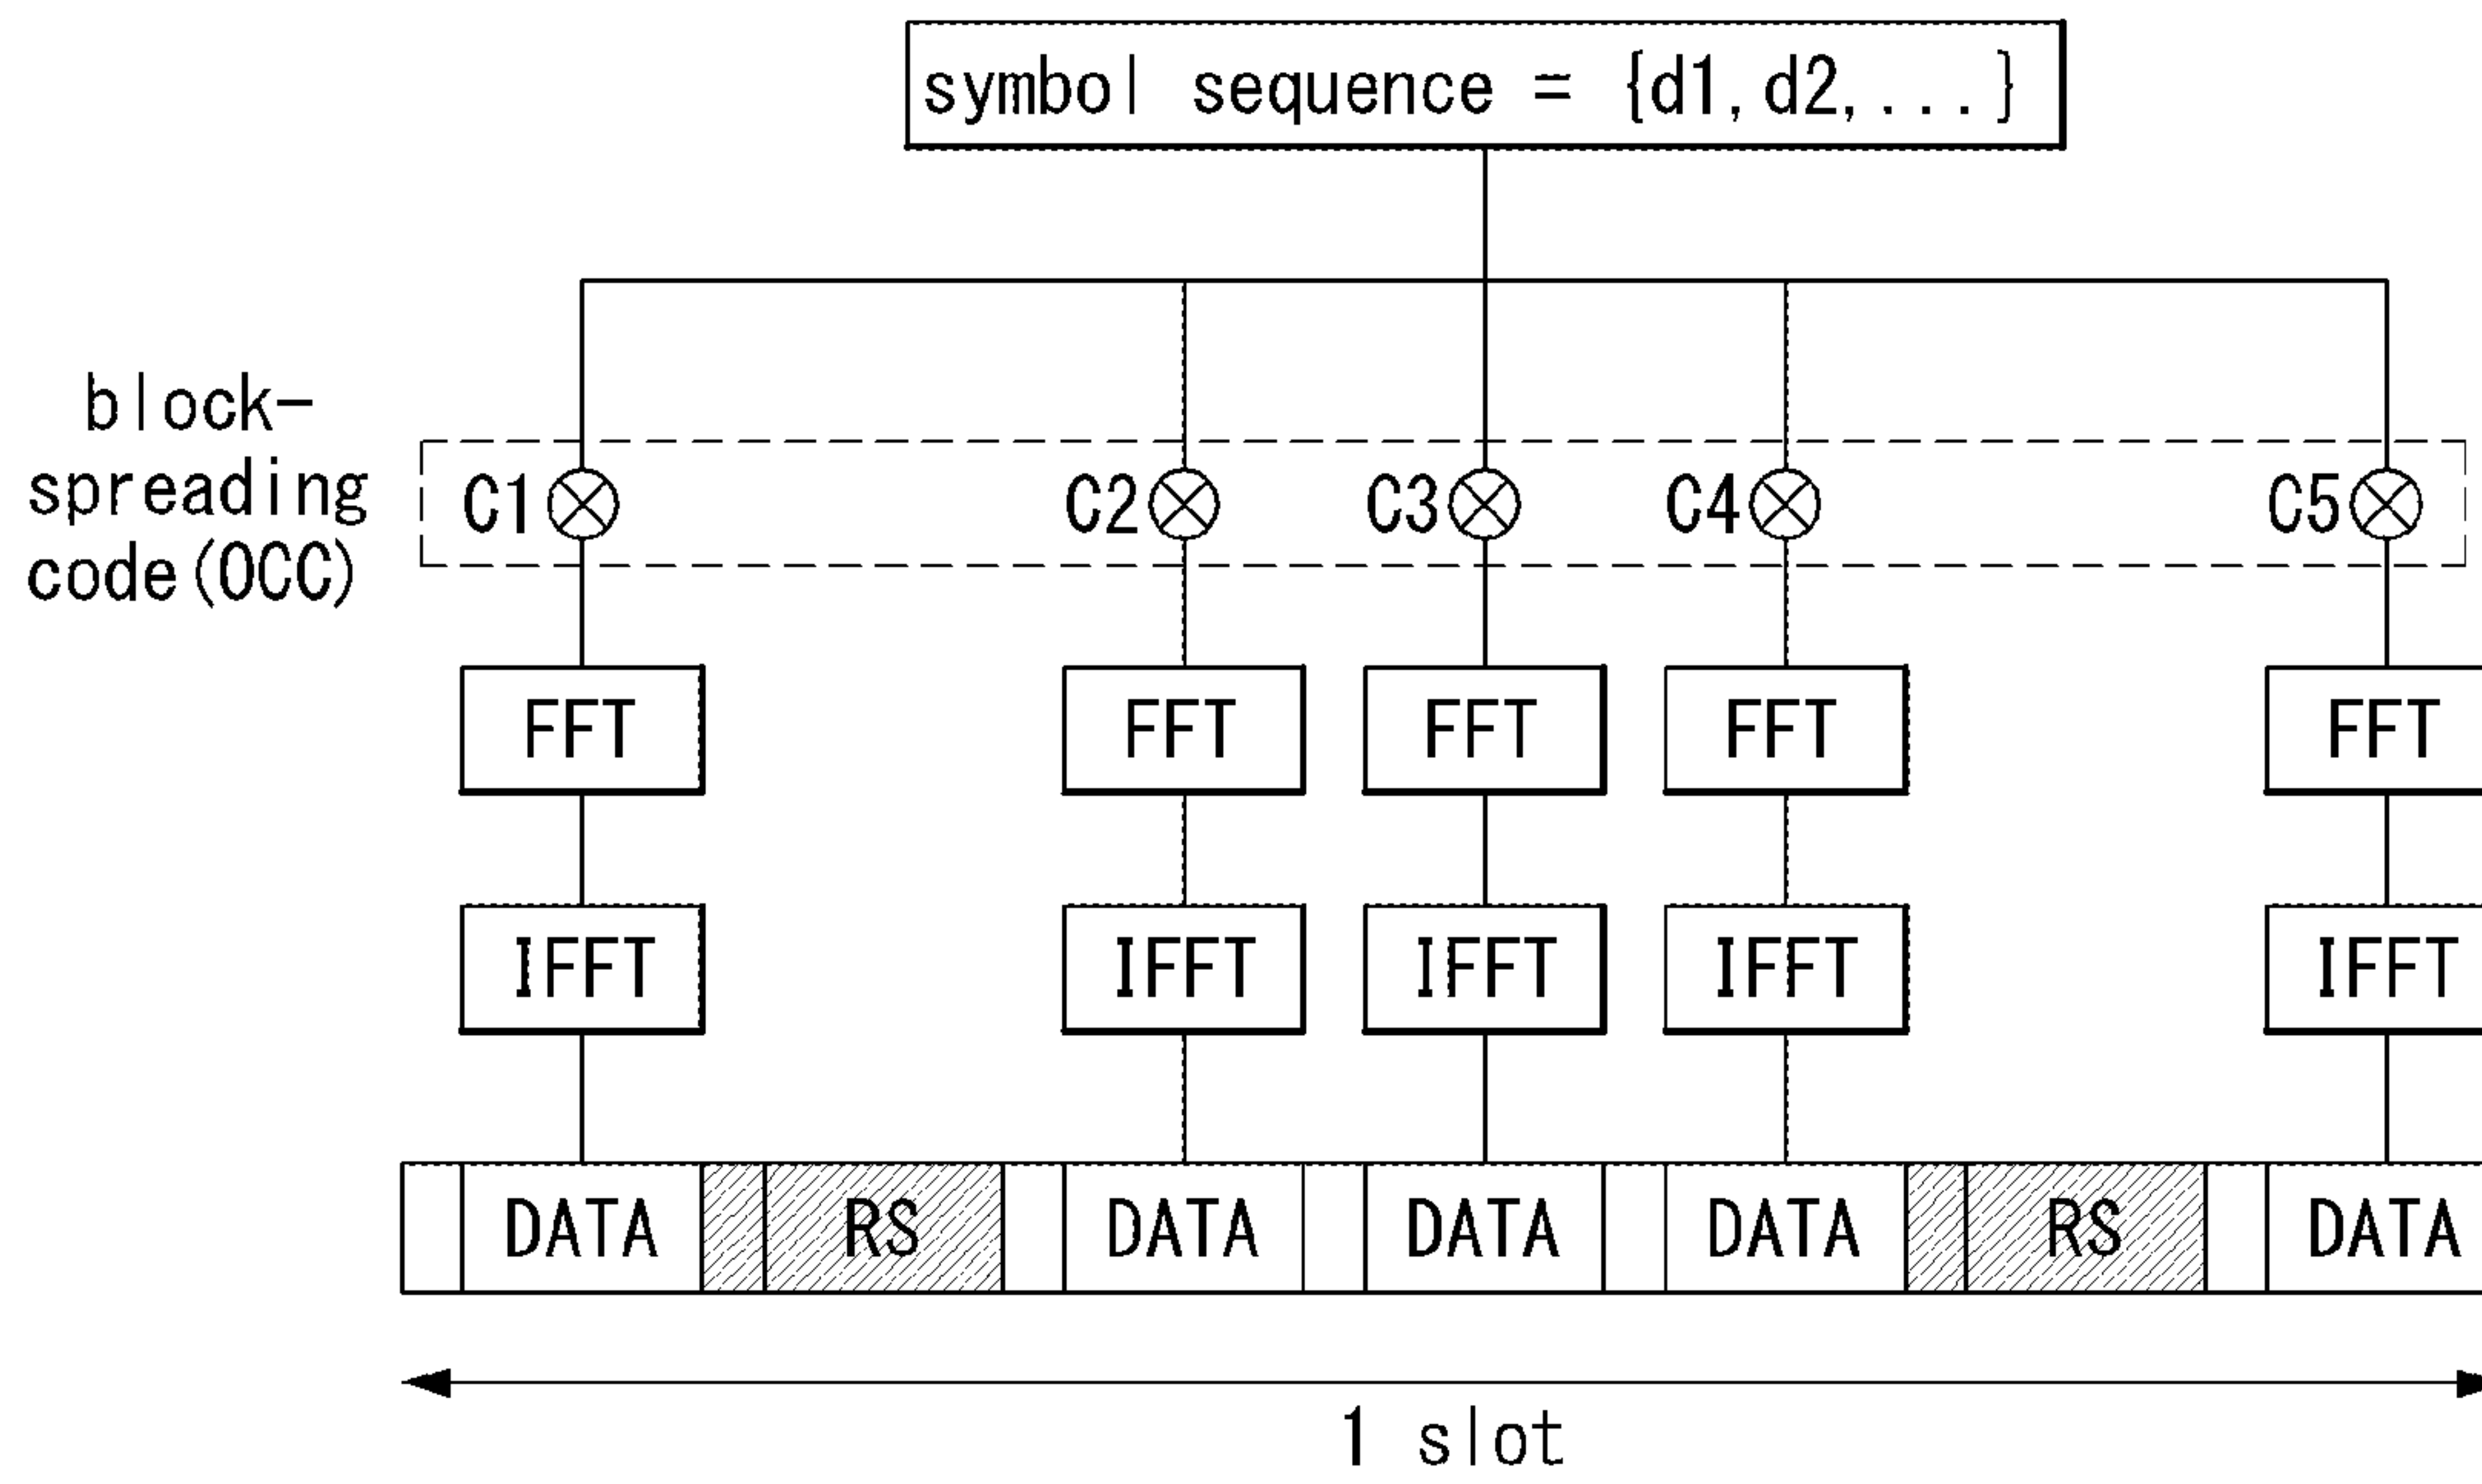 symbol sequence = {d1,d2,...}
block-
spreading
code(OCC)
C1 C2 C3 C4 C5
FFT FFT FFT FFT FFT
IFFT IFFT IFFT IFFT IFFT
DATA RS DATA DATA DATA RS DATA
1 slot